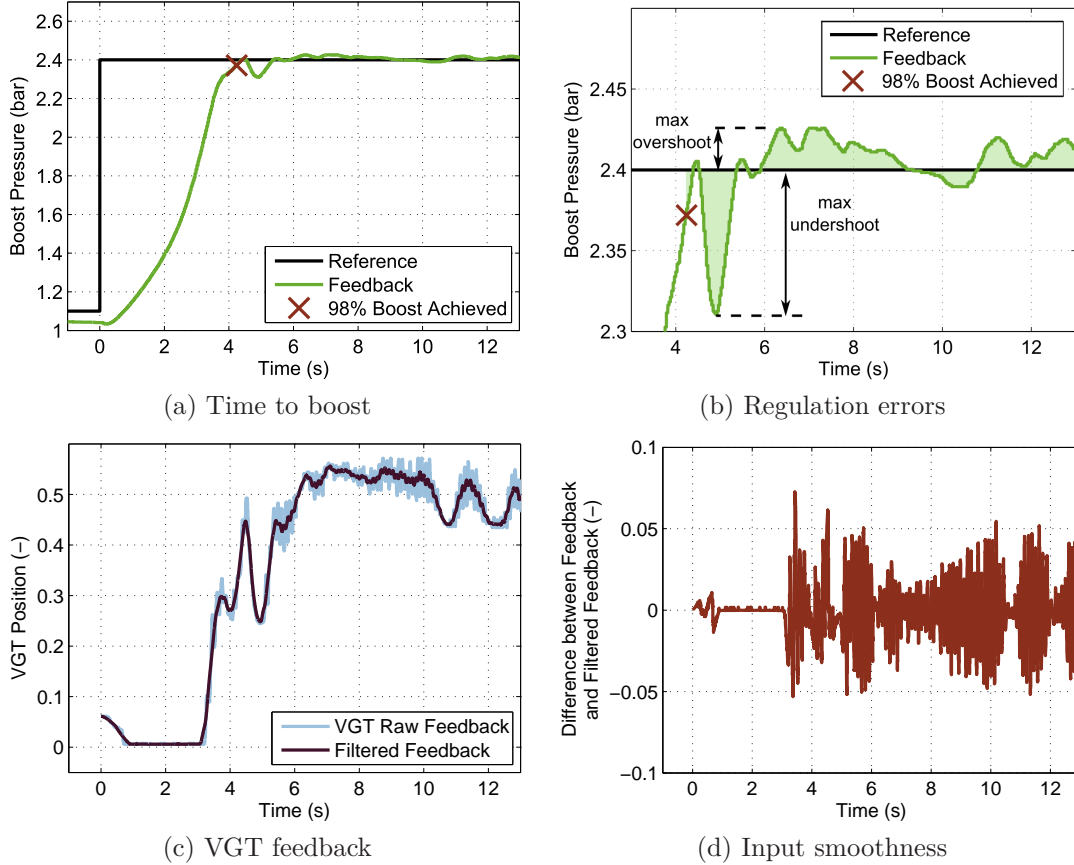 2.6
2.4
2.2
2
1.8
1.6
1.4
1.2
1
Boost Pressure (bar)
Reference
Feedback
98% Boost Achieved
0 2 4 6 8 10 12
Time (s)
(a) Time to boost
2.45
2.4
2.35
2.3
Boost Pressure (bar)
Reference
Feedback
98% Boost Achieved
max
overshoot
max
undershoot
4 6 8 10 12
Time (s)
(b) Regulation errors
0.5
0.4
0.3
0.2
0.1
0
VGT Position (−)
VGT Raw Feedback
Filtered Feedback
0 2 4 6 8 10 12
Time (s)
(c) VGT feedback
0.1
0.05
0
−0.05
−0.1
Difference between Feedback
and Filtered Feedback (−)
0 2 4 6 8 10 12
Time (s)
(d) Input smoothness